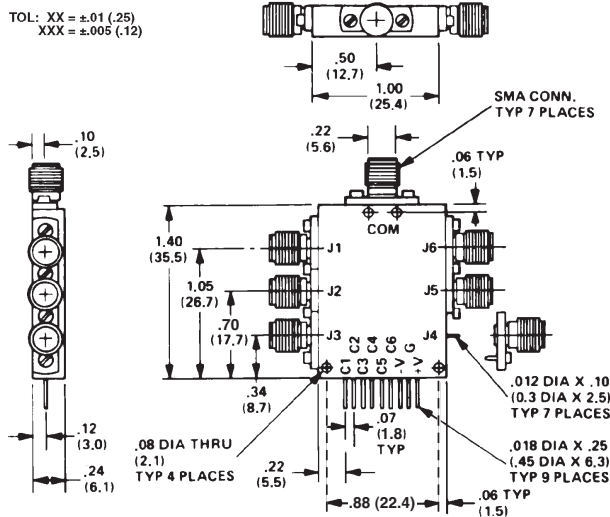 TOL: XX = ±.01 (.25)
XXX = ±.005 (.12)
.50
(12.7)
1.00
(25.4)
SMA CONN.
TYP 7 PLACES
.10
(2.5)
.22
(5.6)
.06 TYP
(1.5)
COM
1.40
(35.5)
J1
J6
1.05
(26.7)
J2
J5
.70
(17.7)
J3
J4
.34
(8.7)
C1
C2
C3
C4
C5
C6
-V
G
+V
.012 DIA X .10
(0.3 DIA X 2.5)
TYP 7 PLACES
.12
(3.0)
.08 DIA THRU
(2.1)
TYP 4 PLACES
.07
(1.8)
TYP
.018 DIA X .25
(.45 DIA X 6.3)
TYP 9 PLACES
.24
(6.1)
.22
(5.5)
.88 (22.4)
.06 TYP
(1.5)